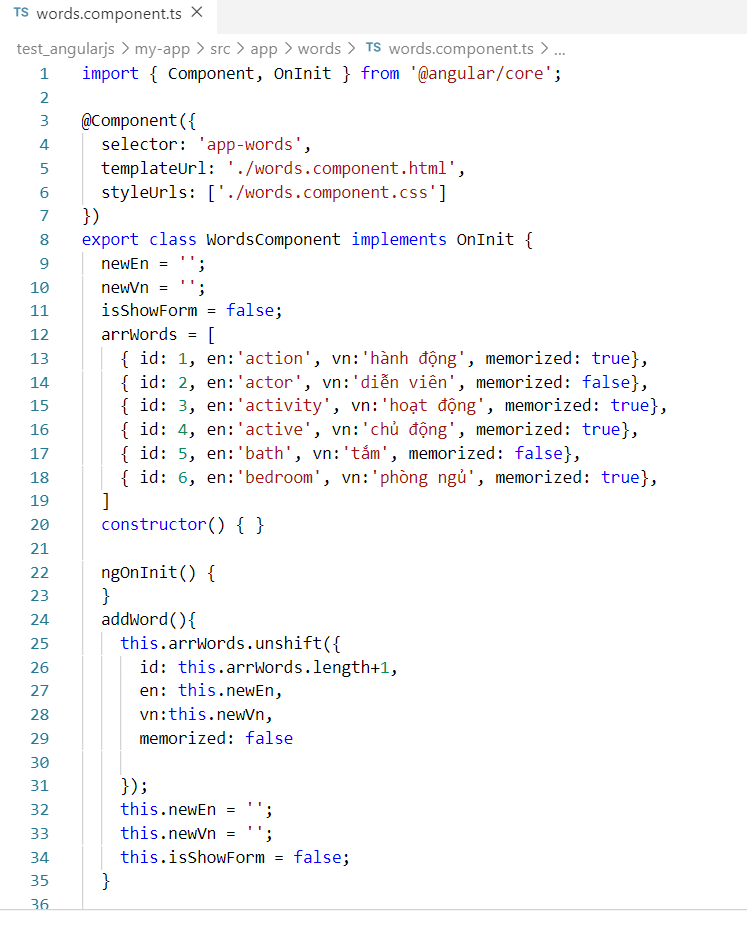 TS words.component.ts ×
test_angularjs > my-app > src > app > words > TS words.component.ts > ...
1 import { Component, OnInit } from '@angular/core';
2
3 @Component({
4   selector: 'app-words',
5   templateUrl: './words.component.html',
6   styleUrls: ['./words.component.css']
7 })
8 export class WordsComponent implements OnInit {
9   newEn = '';
10   newVn = '';
11   isShowForm = false;
12   arrWords = [
13     { id: 1, en:'action', vn:'hành động', memorized: true},
14     { id: 2, en:'actor', vn:'diễn viên', memorized: false},
15     { id: 3, en:'activity', vn:'hoạt động', memorized: true},
16     { id: 4, en:'active', vn:'chủ động', memorized: true},
17     { id: 5, en:'bath', vn:'tắm', memorized: false},
18     { id: 6, en:'bedroom', vn:'phòng ngủ', memorized: true},
19   ]
20   constructor() { }
21
22   ngOnInit() {
23   }
24   addWord(){
25     this.arrWords.unshift({
26       id: this.arrWords.length+1,
27       en: this.newEn,
28       vn:this.newVn,
29       memorized: false
30
31     });
32     this.newEn = '';
33     this.newVn = '';
34     this.isShowForm = false;
35   }
36